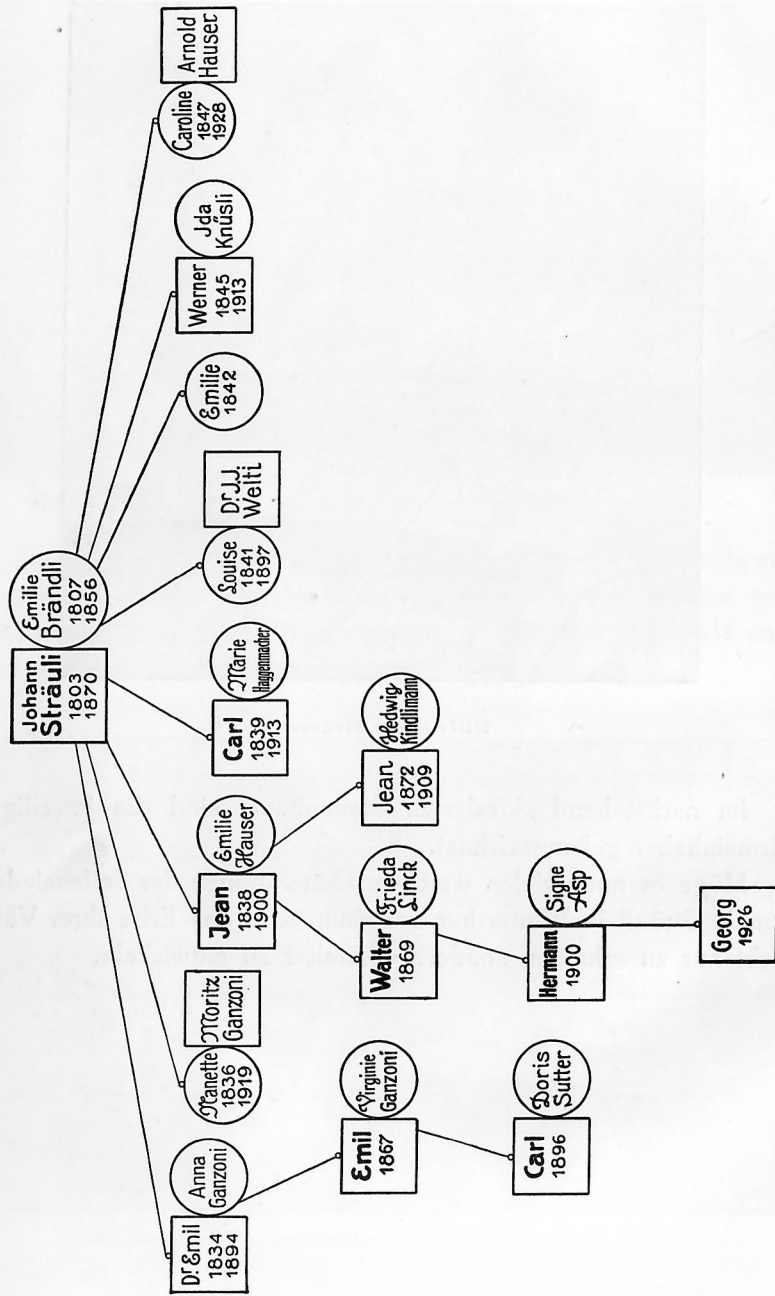 Johann
Sträuli
1803
1870
Emilie
Brändli
1807
1856
Dr Emil
1834
1894
Anna
Ganzoni
Nanette
1836
1919
Moritz
Ganzoni
Jean
1838
1900
Emilie
Hauser
Carl
1839
1913
Marie
Haggenmacher
Louise
1841
1897
Dr. J.J.
Welti
Emilie
1842
Werner
1845
1913
Jda
Knüsli
Caroline
1847
1928
Arnold
Hauser
Emil
1867
Virginie
Ganzoni
Walter
1869
Frieda
Linck
Jean
1872
1909
Hedwig
Kindlimann
Carl
1896
Doris
Sutter
Hermann
1900
Signe
Asp
Georg
1926